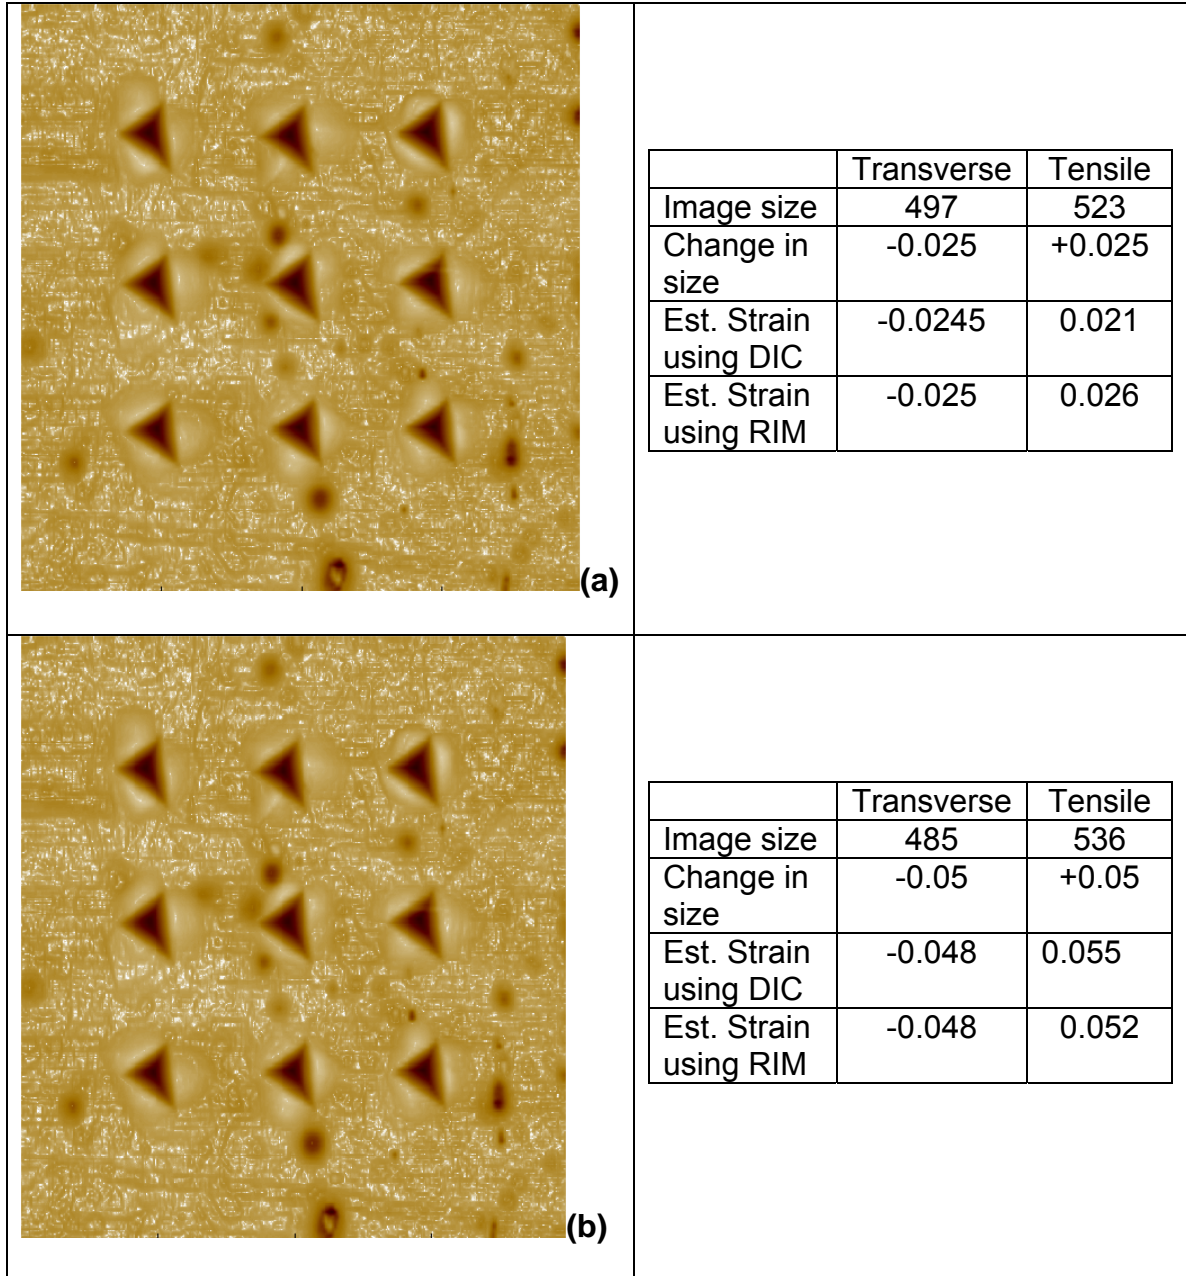 (a)
Transverse Tensile
Image size 497 523
Change in -0.025 +0.025
size
Est. Strain -0.0245 0.021
using DIC
Est. Strain -0.025 0.026
using RIM
(b)
Transverse Tensile
Image size 485 536
Change in -0.05 +0.05
size
Est. Strain -0.048 0.055
using DIC
Est. Strain -0.048 0.052
using RIM